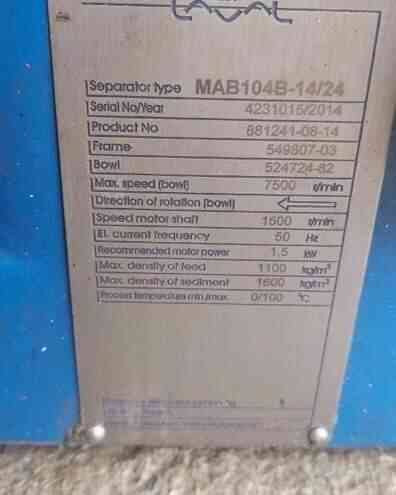 LAVAL
Separator type MAB104B-14/24
Serial No/Year 4231015/2014
Product No 881241-08-14
Frame 549807-03
Bowl 524724-82
Max. speed (bowl) 7500 r/min
Direction of rotation (bowl)
Speed motor shaft 1500 r/min
El. current frequency 50 Hz
Recommended motor power 1.5 kW
Max. density of feed 1100 kg/m³
Max. density of sediment 1600 kg/m³
Process temperature min./max. 0/100 °C